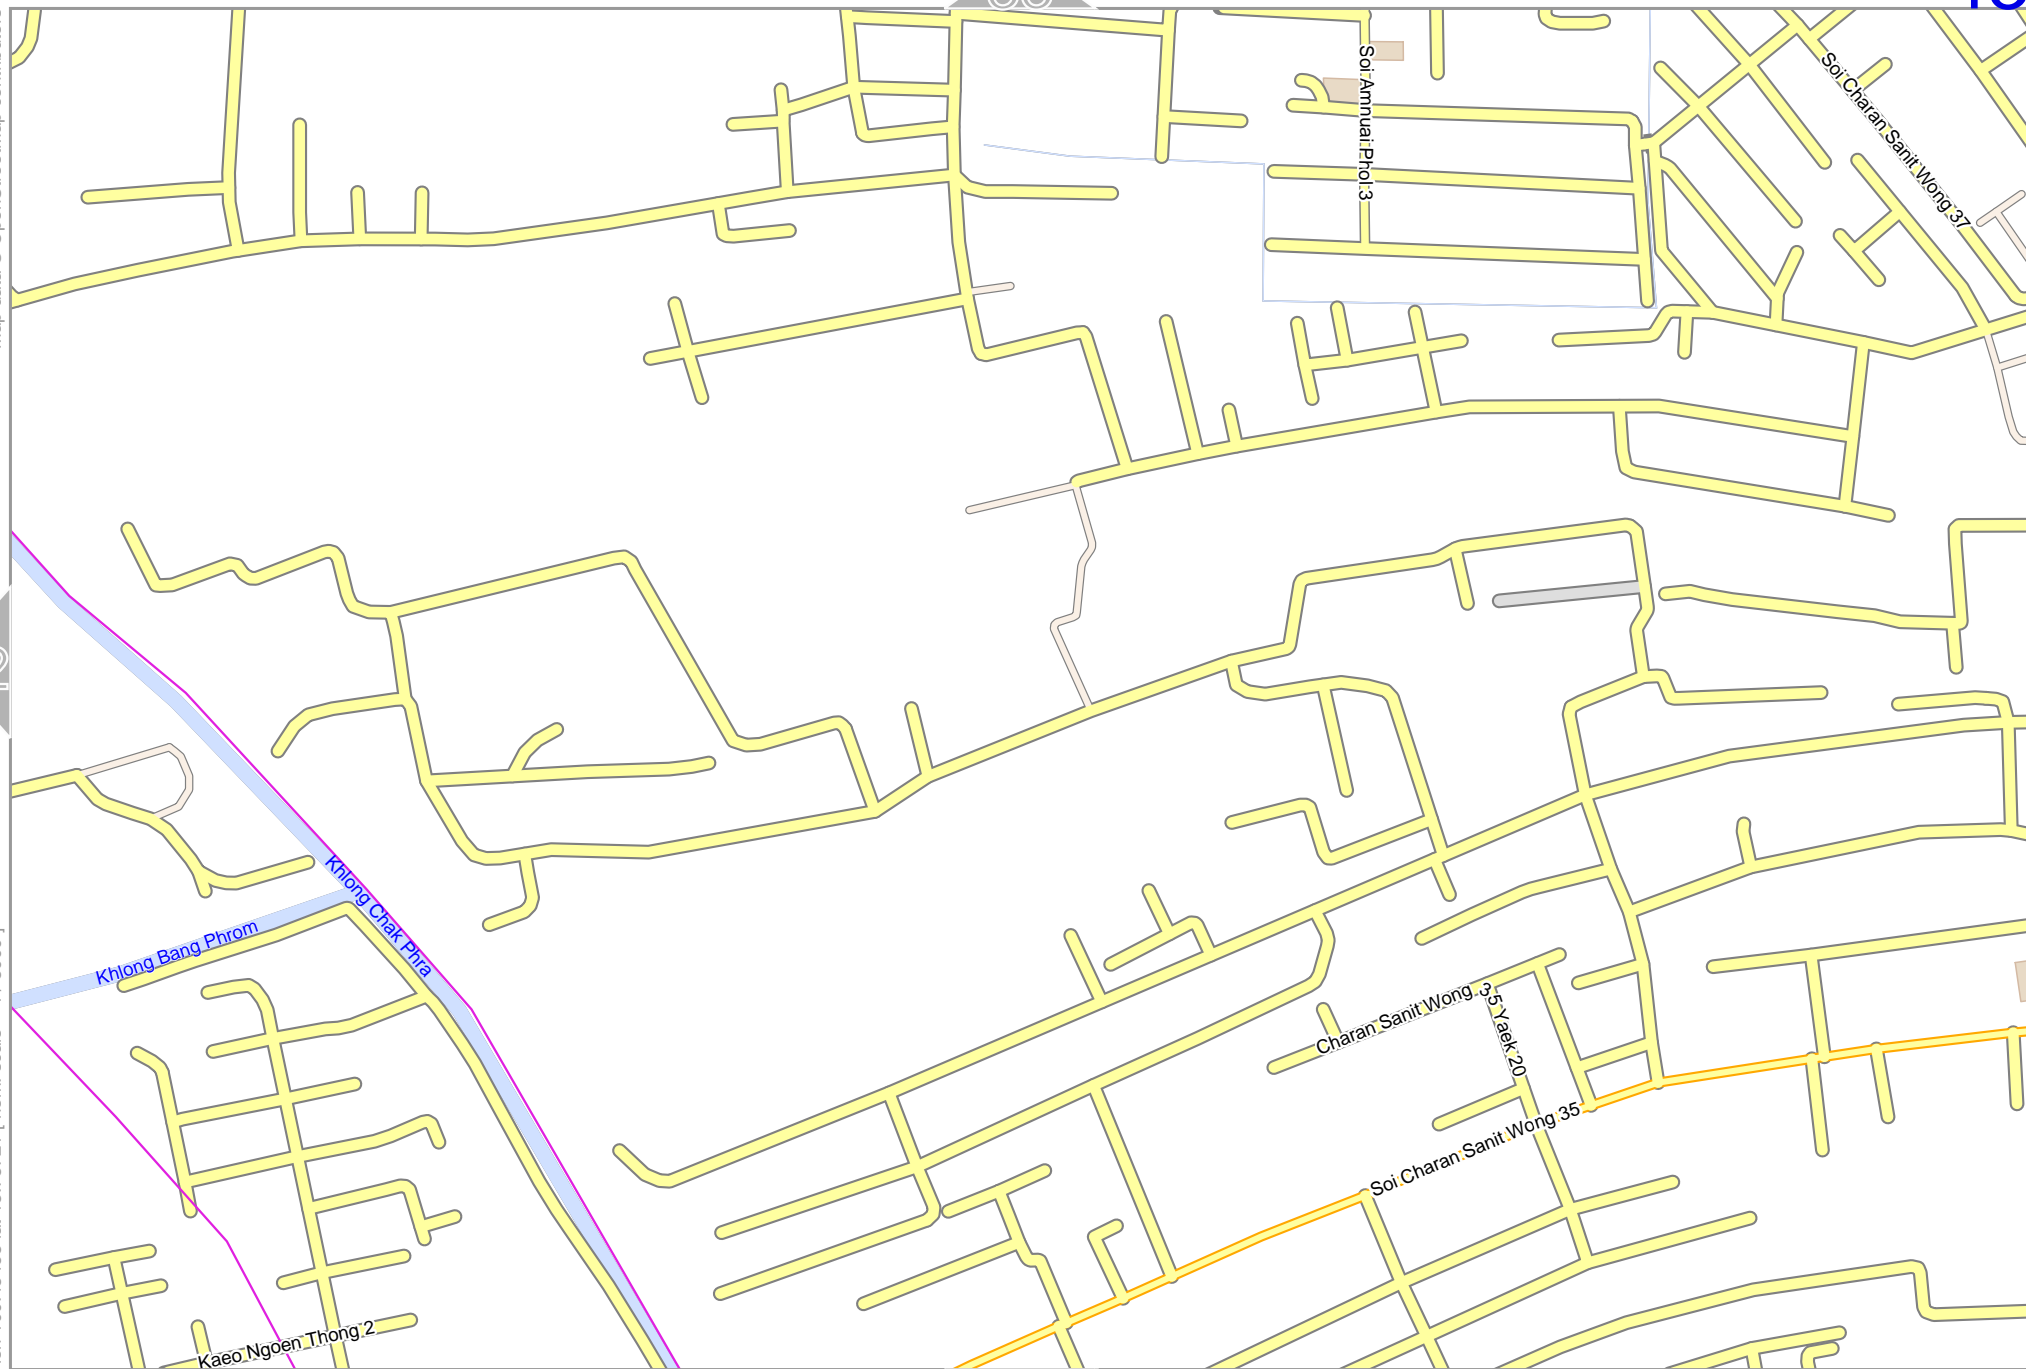 Soi Amnuai Phol 3
Soi Charan Sanit Wong 37
Khlong Chak Phra
Khlong Bang Phrom
Charan Sanit Wong 35 Yaek 20
Soi Charan Sanit Wong 35
Kaeo Ngoen Thong 2